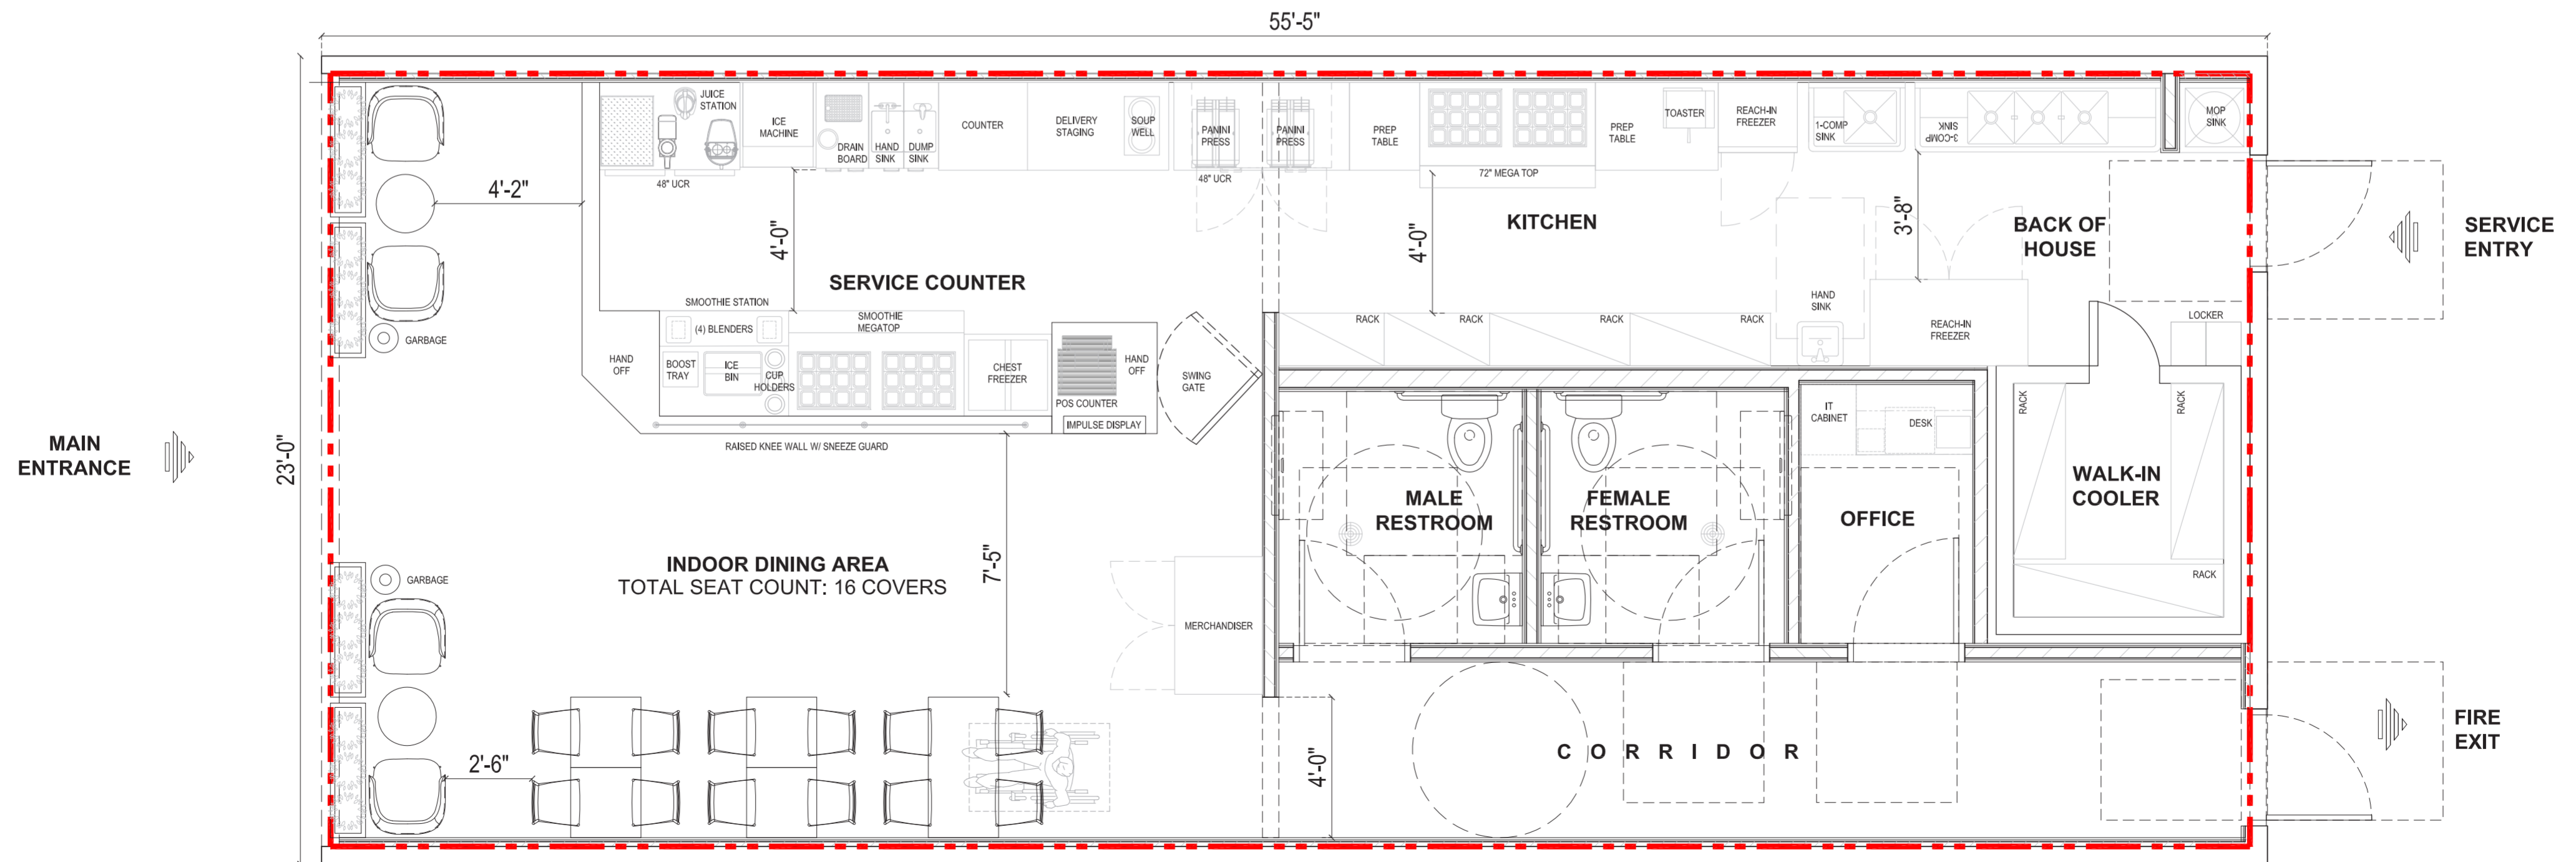 55'-5"
JUICE
STATION
ICE
MACHINE
DRAIN
BOARD
HAND
SINK
DUMP
SINK
COUNTER
DELIVERY
STAGING
SOUP
WELL
PANINI
PRESS
PANINI
PRESS
PREP
TABLE
PREP
TABLE
TOASTER
REACH-IN
FREEZER
1-COMP
SINK
3-COMP
SINK
MOP
SINK
48" UCR
48" UCR
72" MEGA TOP
4'-2"
4'-0"
4'-0"
3'-8"
KITCHEN
BACK OF
HOUSE
SERVICE
ENTRY
SERVICE COUNTER
SMOOTHIE STATION
(4) BLENDERS
SMOOTHIE
MEGATOP
HAND
SINK
REACH-IN
FREEZER
LOCKER
RACK
RACK
RACK
RACK
GARBAGE
HAND
OFF
BOOST
TRAY
ICE
BIN
CUP
HOLDERS
CHEST
FREEZER
HAND
OFF
POS COUNTER
IMPULSE DISPLAY
SWING
GATE
RAISED KNEE WALL W/ SNEEZE GUARD
IT
CABINET
DESK
RACK
RACK
MAIN
ENTRANCE
23'-0"
MALE
RESTROOM
FEMALE
RESTROOM
OFFICE
WALK-IN
COOLER
RACK
INDOOR DINING AREA
TOTAL SEAT COUNT: 16 COVERS
7'-5"
GARBAGE
MERCHANDISER
2'-6"
4'-0"
CORRIDOR
FIRE
EXIT